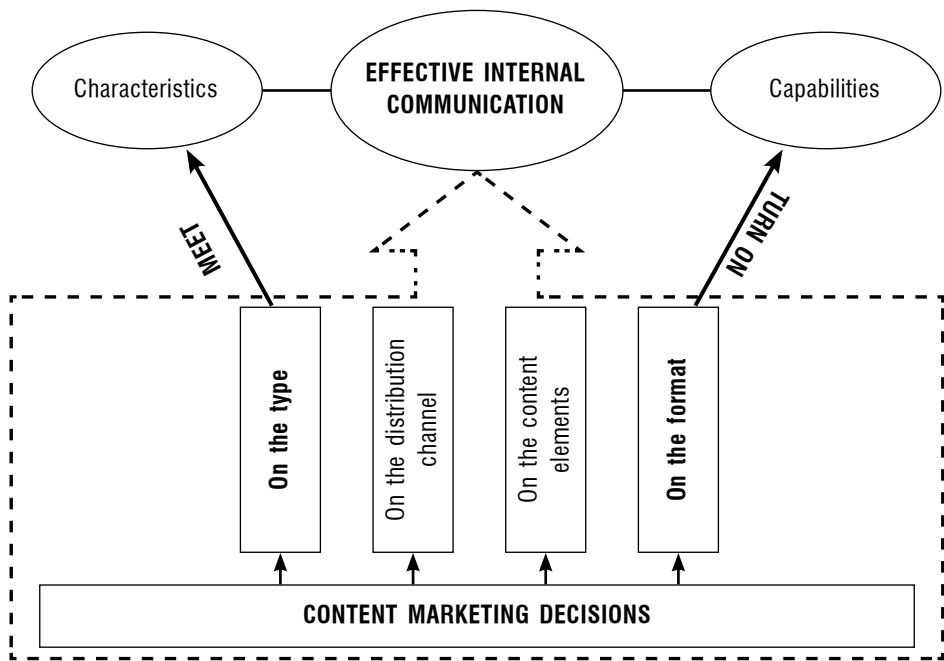 Characteristics
EFFECTIVE INTERNAL
COMMUNICATION
Capabilities
MEET
TURN ON
On the type
On the distribution
channel
On the content
elements
On the format
CONTENT MARKETING DECISIONS